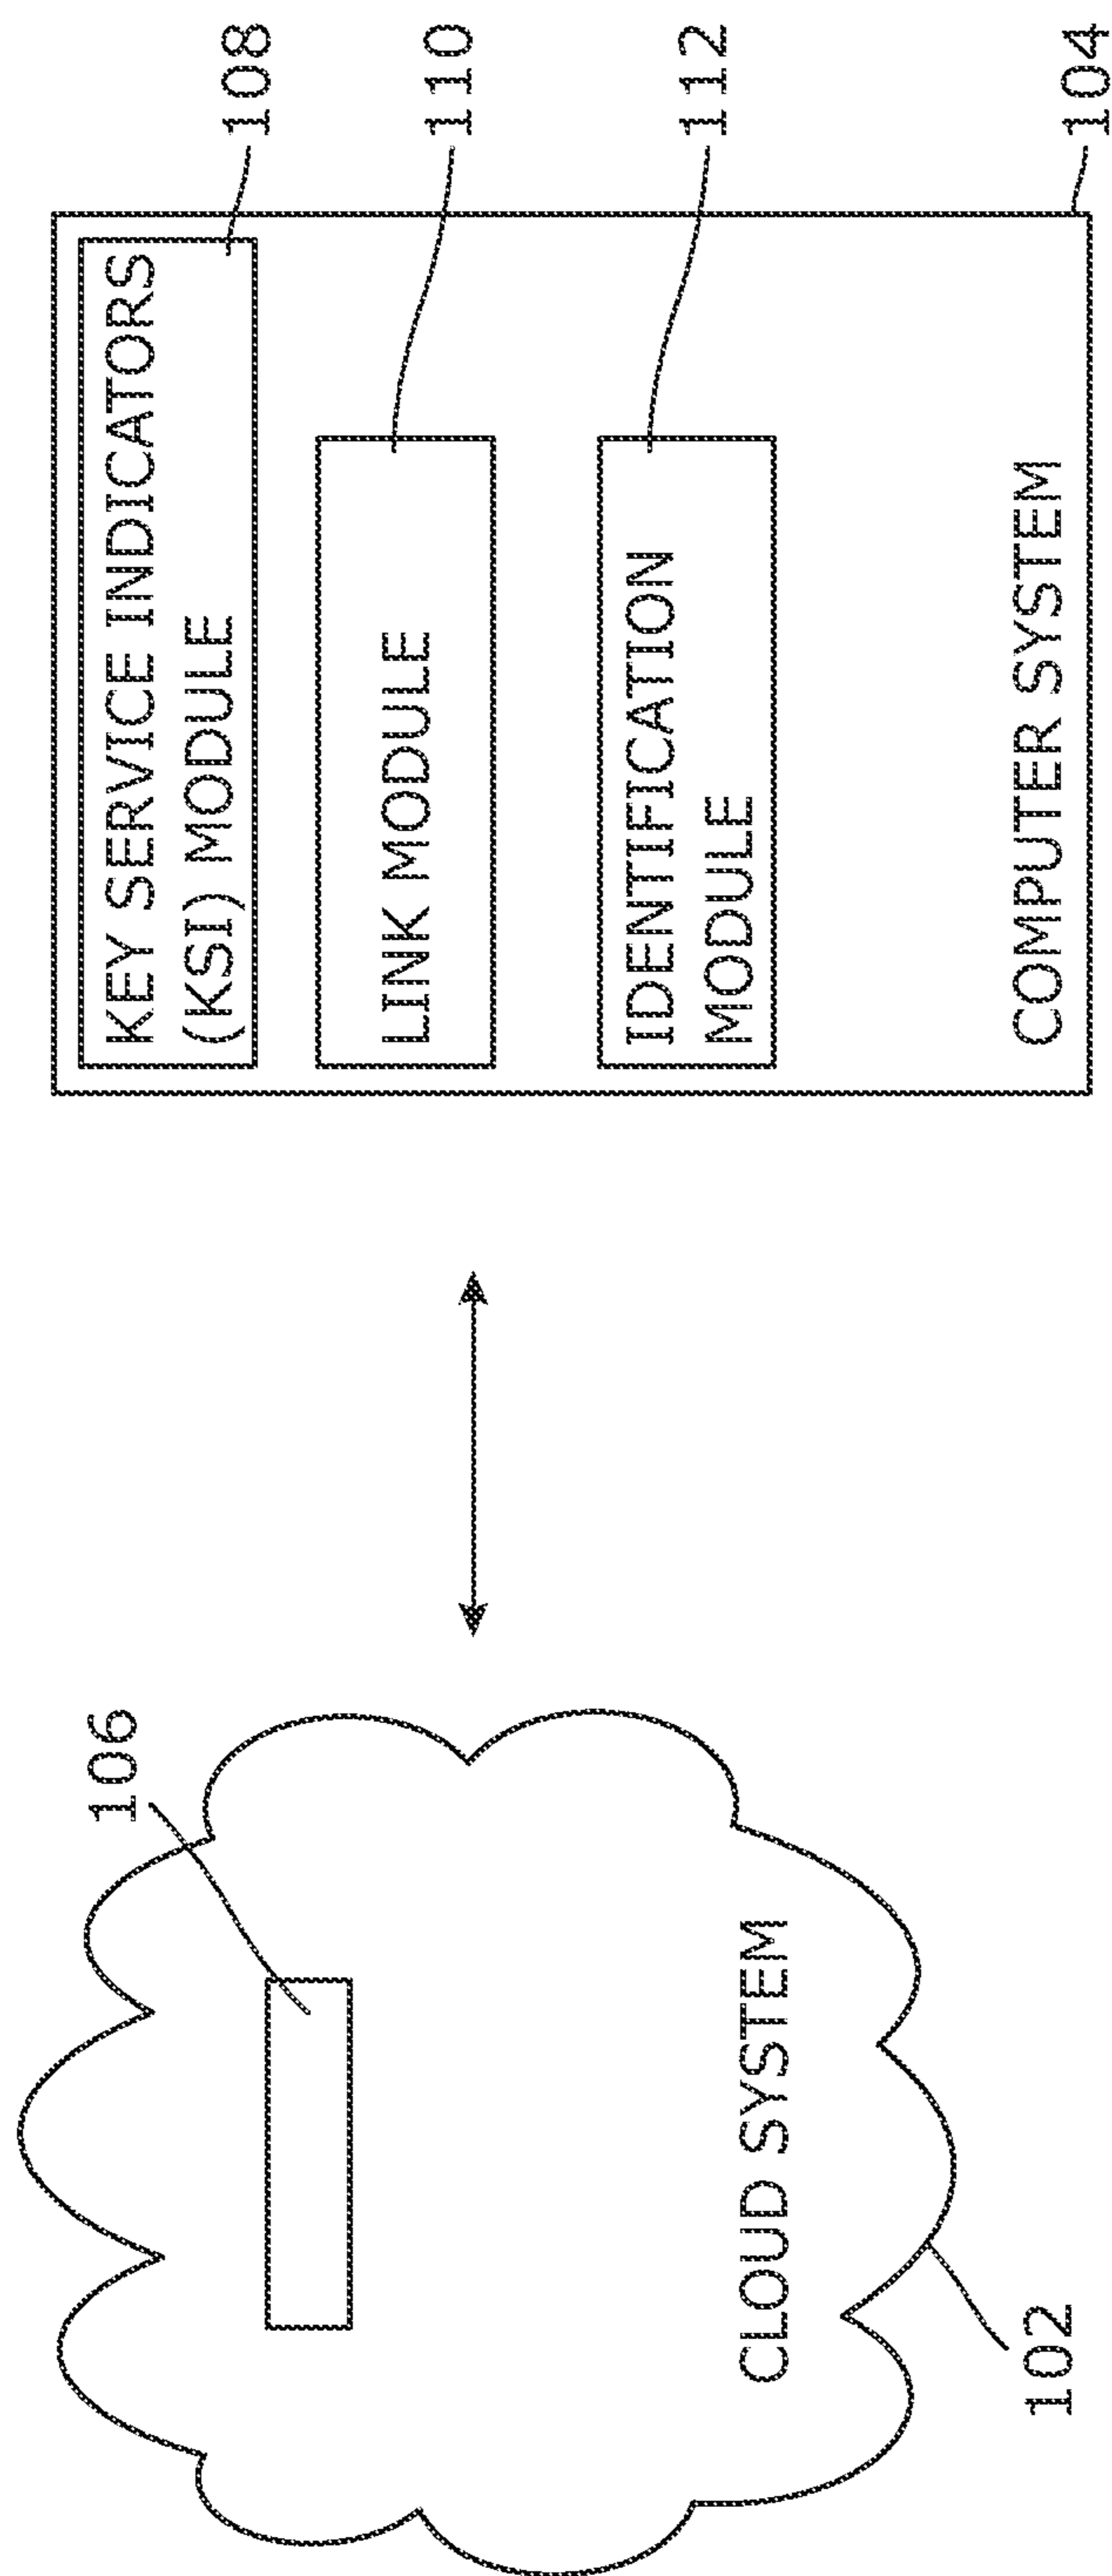 106
CLOUD SYSTEM
102
KEY SERVICE INDICATORS
(KSI) MODULE
108
LINK MODULE
110
IDENTIFICATION
MODULE
112
COMPUTER SYSTEM
104